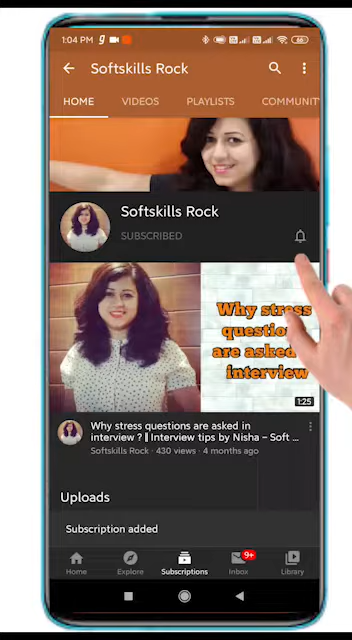 1:04 PM
Softskills Rock
HOME VIDEOS PLAYLISTS COMMUNIT
Softskills Rock
SUBSCRIBED
Why stress
question
are asked
interview
1:25
Why stress questions are asked in
interview ? ‖ Interview tips by Nisha – Soft ...
Softskills Rock · 430 views · 4 months ago
Uploads
Subscription added
9+
Home Explore Subscriptions Inbox Library